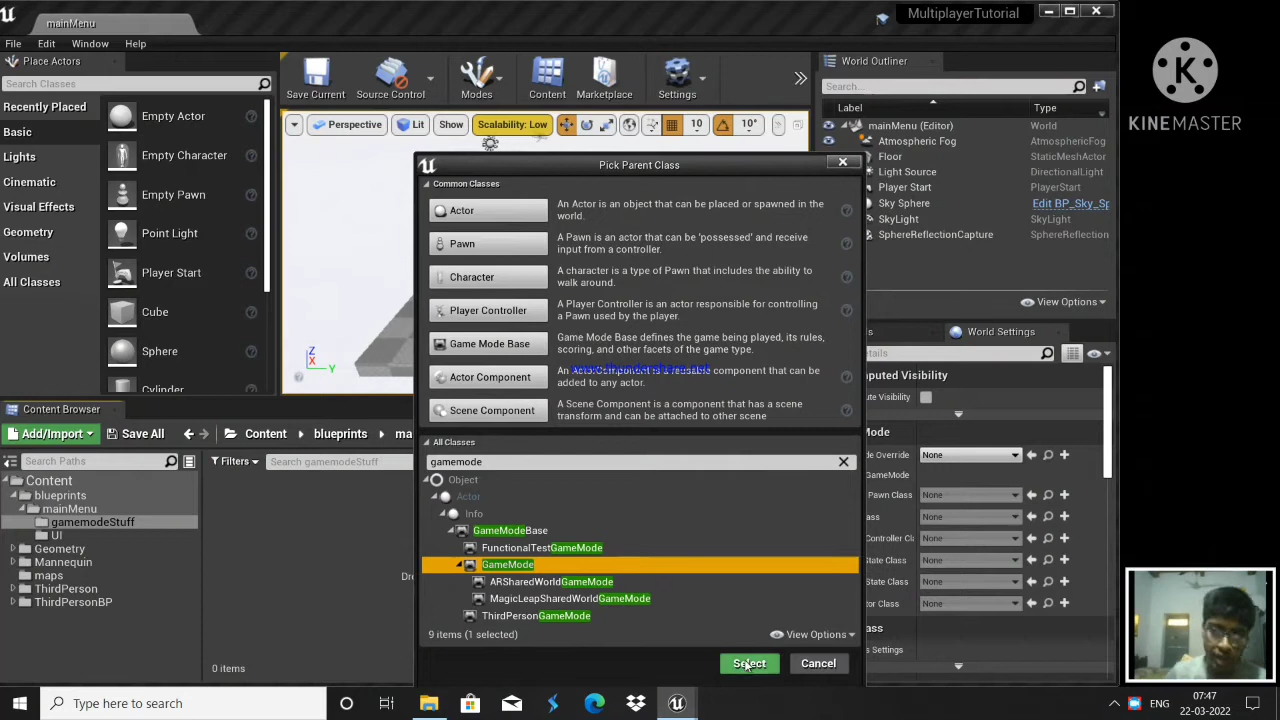 mainMenu
MultiplayerTutorial
File Edit Window Help
Place Actors
Search Classes
Recently Placed
Basic
Lights
Cinematic
Visual Effects
Geometry
Volumes
All Classes
Empty Actor
Empty Character
Empty Pawn
Point Light
Player Start
Cube
Sphere
Cylinder
Save Current
Source Control
Modes
Content
Marketplace
Settings
Perspective
Lit
Show
Scalability: Low
10
10°
Z
X
Y
Pick Parent Class
Common Classes
Actor
An Actor is an object that can be placed or spawned in the
world.
Pawn
A Pawn is an actor that can be 'possessed' and receive
input from a controller.
Character
A character is a type of Pawn that includes the ability to
walk around.
Player Controller
A Player Controller is an actor responsible for controlling
a Pawn used by the player.
Game Mode Base
Game Mode Base defines the game being played, its rules,
scoring, and other facets of the game type.
Actor Component
component that can be
added to any actor.
Scene Component
A Scene Component is a component that has a scene
transform and can be attached to other scene
All Classes
gamemode
Object
Actor
Info
GameModeBase
FunctionalTestGameMode
GameMode
ARSharedWorldGameMode
MagicLeapSharedWorldGameMode
ThirdPersonGameMode
9 items (1 selected)
View Options
Select
Cancel
World Outliner
Search...
Label
Type
mainMenu (Editor)
World
Atmospheric Fog
AtmosphericF
Floor
StaticMeshActor
Light Source
DirectionalLight
Player Start
PlayerStart
Sky Sphere
Edit BP_Sky_Sp
SkyLight
SkyLight
SphereReflectionCapture
SphereReflection
View Options
World Settings
None
None
None
None
None
None
None
Content Browser
Add/Import
Save All
Content
blueprints
ma
Search Paths
Filters
Search gamemodeStuff
Content
blueprints
mainMenu
gamemodeStuff
UI
Geometry
Mannequin
maps
ThirdPerson
ThirdPersonBP
0 items
K
KINEMASTER
Type here to search
ENG
07:47
22-03-2022